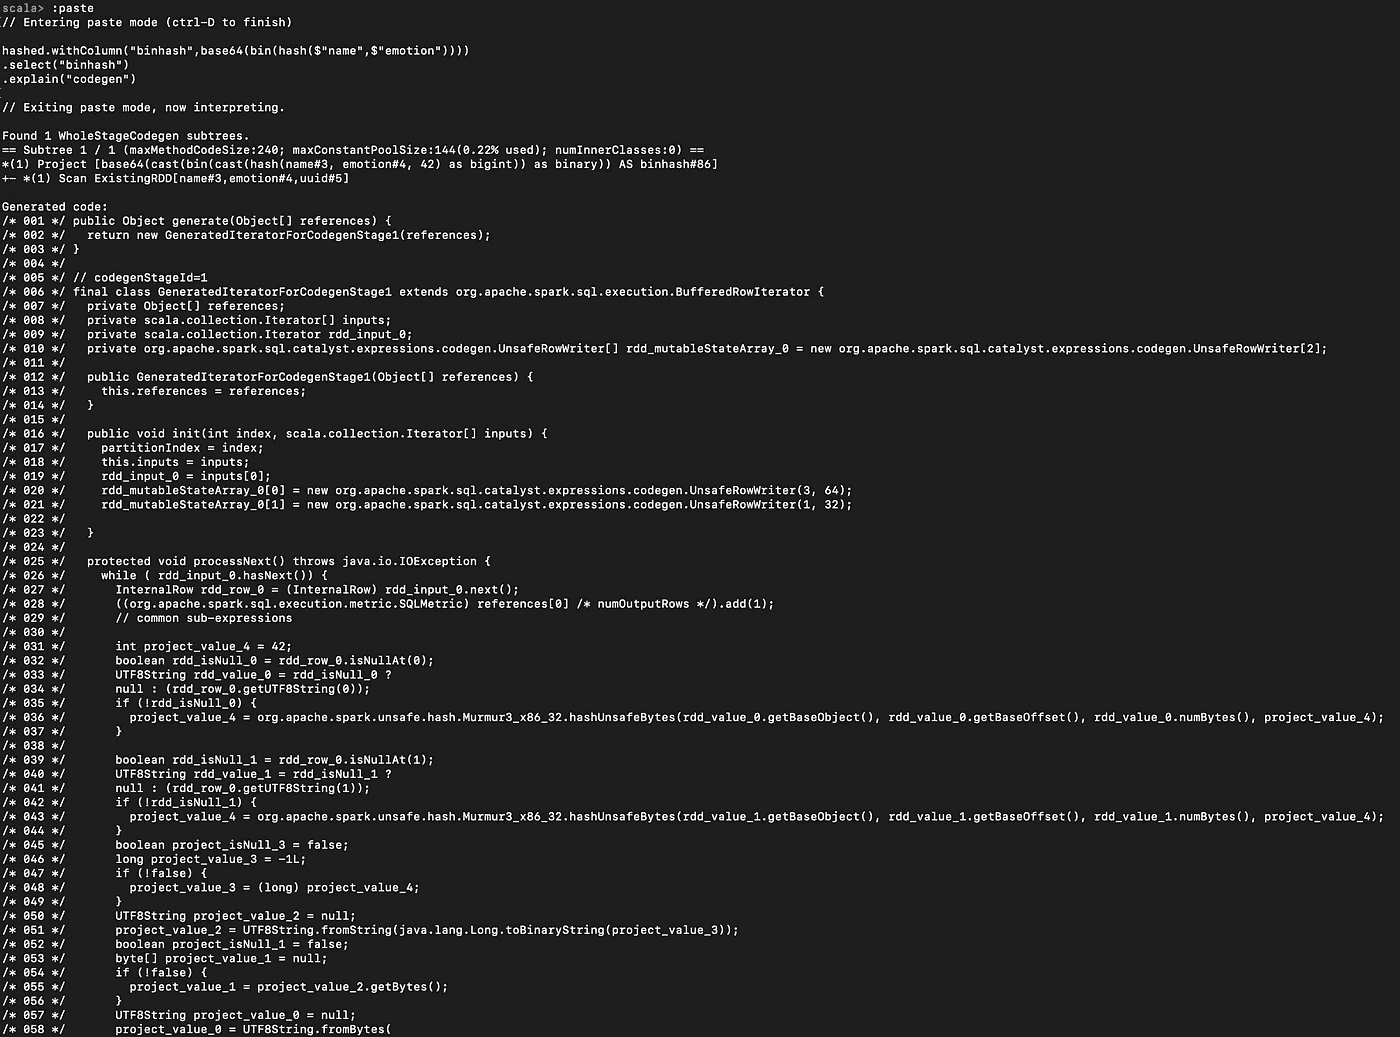 scala> :paste
// Entering paste mode (ctrl-D to finish)
hashed.withColumn("binhash",base64(bin(hash($"name",$"emotion"))))
.select("binhash")
.explain("codegen")
// Exiting paste mode, now interpreting.
Found 1 WholeStageCodegen subtrees.
== Subtree 1 / 1 (maxMethodCodeSize:240; maxConstantPoolSize:144(0.22% used); numInnerClasses:0) ==
*(1) Project [base64(cast(bin(cast(hash(name#3, emotion#4, 42) as bigint)) as binary)) AS binhash#86]
+- *(1) Scan ExistingRDD[name#3,emotion#4,uuid#5]
Generated code:
/* 001 */ public Object generate(Object[] references) {
/* 002 */   return new GeneratedIteratorForCodegenStage1(references);
/* 003 */ }
/* 004 */
/* 005 */ // codegenStageId=1
/* 006 */ final class GeneratedIteratorForCodegenStage1 extends org.apache.spark.sql.execution.BufferedRowIterator {
/* 007 */   private Object[] references;
/* 008 */   private scala.collection.Iterator[] inputs;
/* 009 */   private scala.collection.Iterator rdd_input_0;
/* 010 */   private org.apache.spark.sql.catalyst.expressions.codegen.UnsafeRowWriter[] rdd_mutableStateArray_0 = new org.apache.spark.sql.catalyst.expressions.codegen.UnsafeRowWriter[2];
/* 011 */
/* 012 */   public GeneratedIteratorForCodegenStage1(Object[] references) {
/* 013 */     this.references = references;
/* 014 */   }
/* 015 */
/* 016 */   public void init(int index, scala.collection.Iterator[] inputs) {
/* 017 */     partitionIndex = index;
/* 018 */     this.inputs = inputs;
/* 019 */     rdd_input_0 = inputs[0];
/* 020 */     rdd_mutableStateArray_0[0] = new org.apache.spark.sql.catalyst.expressions.codegen.UnsafeRowWriter(3, 64);
/* 021 */     rdd_mutableStateArray_0[1] = new org.apache.spark.sql.catalyst.expressions.codegen.UnsafeRowWriter(1, 32);
/* 022 */
/* 023 */   }
/* 024 */
/* 025 */   protected void processNext() throws java.io.IOException {
/* 026 */     while ( rdd_input_0.hasNext()) {
/* 027 */       InternalRow rdd_row_0 = (InternalRow) rdd_input_0.next();
/* 028 */       ((org.apache.spark.sql.execution.metric.SQLMetric) references[0] /* numOutputRows */).add(1);
/* 029 */       // common sub-expressions
/* 030 */
/* 031 */       int project_value_4 = 42;
/* 032 */       boolean rdd_isNull_0 = rdd_row_0.isNullAt(0);
/* 033 */       UTF8String rdd_value_0 = rdd_isNull_0 ?
/* 034 */       null : (rdd_row_0.getUTF8String(0));
/* 035 */       if (!rdd_isNull_0) {
/* 036 */         project_value_4 = org.apache.spark.unsafe.hash.Murmur3_x86_32.hashUnsafeBytes(rdd_value_0.getBaseObject(), rdd_value_0.getBaseOffset(), rdd_value_0.numBytes(), project_value_4);
/* 037 */       }
/* 038 */
/* 039 */       boolean rdd_isNull_1 = rdd_row_0.isNullAt(1);
/* 040 */       UTF8String rdd_value_1 = rdd_isNull_1 ?
/* 041 */       null : (rdd_row_0.getUTF8String(1));
/* 042 */       if (!rdd_isNull_1) {
/* 043 */         project_value_4 = org.apache.spark.unsafe.hash.Murmur3_x86_32.hashUnsafeBytes(rdd_value_1.getBaseObject(), rdd_value_1.getBaseOffset(), rdd_value_1.numBytes(), project_value_4);
/* 044 */       }
/* 045 */       boolean project_isNull_3 = false;
/* 046 */       long project_value_3 = -1L;
/* 047 */       if (!false) {
/* 048 */         project_value_3 = (long) project_value_4;
/* 049 */       }
/* 050 */       UTF8String project_value_2 = null;
/* 051 */       project_value_2 = UTF8String.fromString(java.lang.Long.toBinaryString(project_value_3));
/* 052 */       boolean project_isNull_1 = false;
/* 053 */       byte[] project_value_1 = null;
/* 054 */       if (!false) {
/* 055 */         project_value_1 = project_value_2.getBytes();
/* 056 */       }
/* 057 */       UTF8String project_value_0 = null;
/* 058 */       project_value_0 = UTF8String.fromBytes(